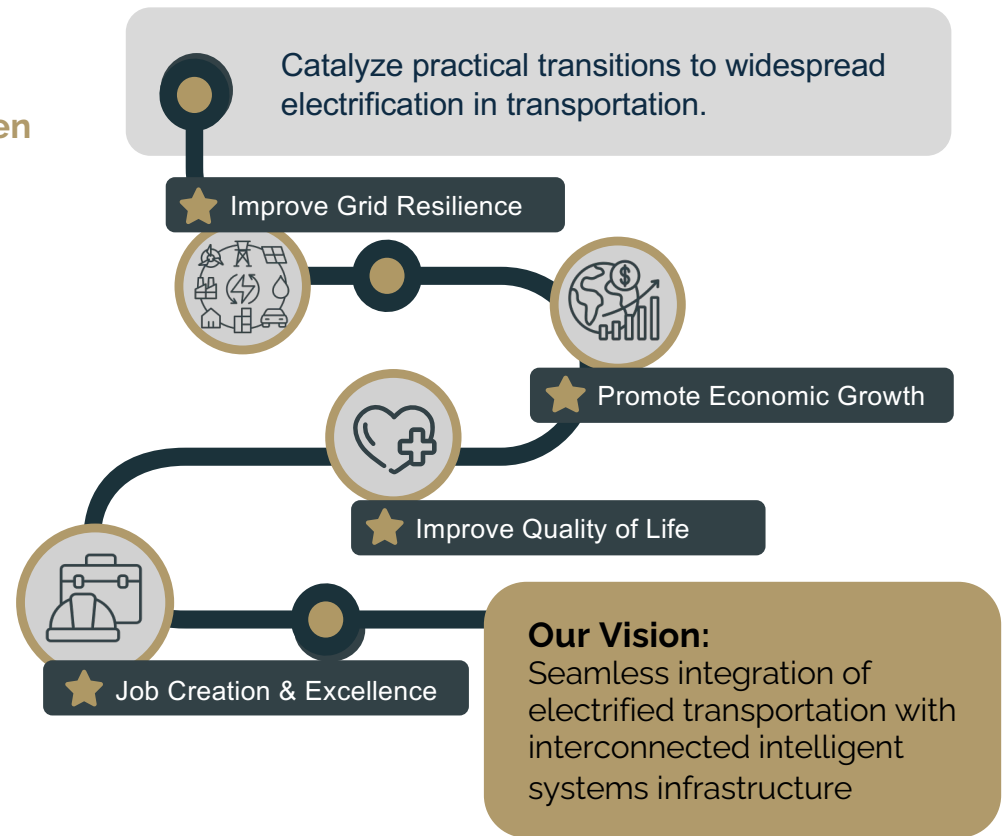 en
Catalyze practical transitions to widespread
electrification in transportation.
Improve Grid Resilience
$
Promote Economic Growth
Improve Quality of Life
Job Creation & Excellence
Our Vision:
Seamless integration of
electrified transportation with
interconnected intelligent
systems infrastructure